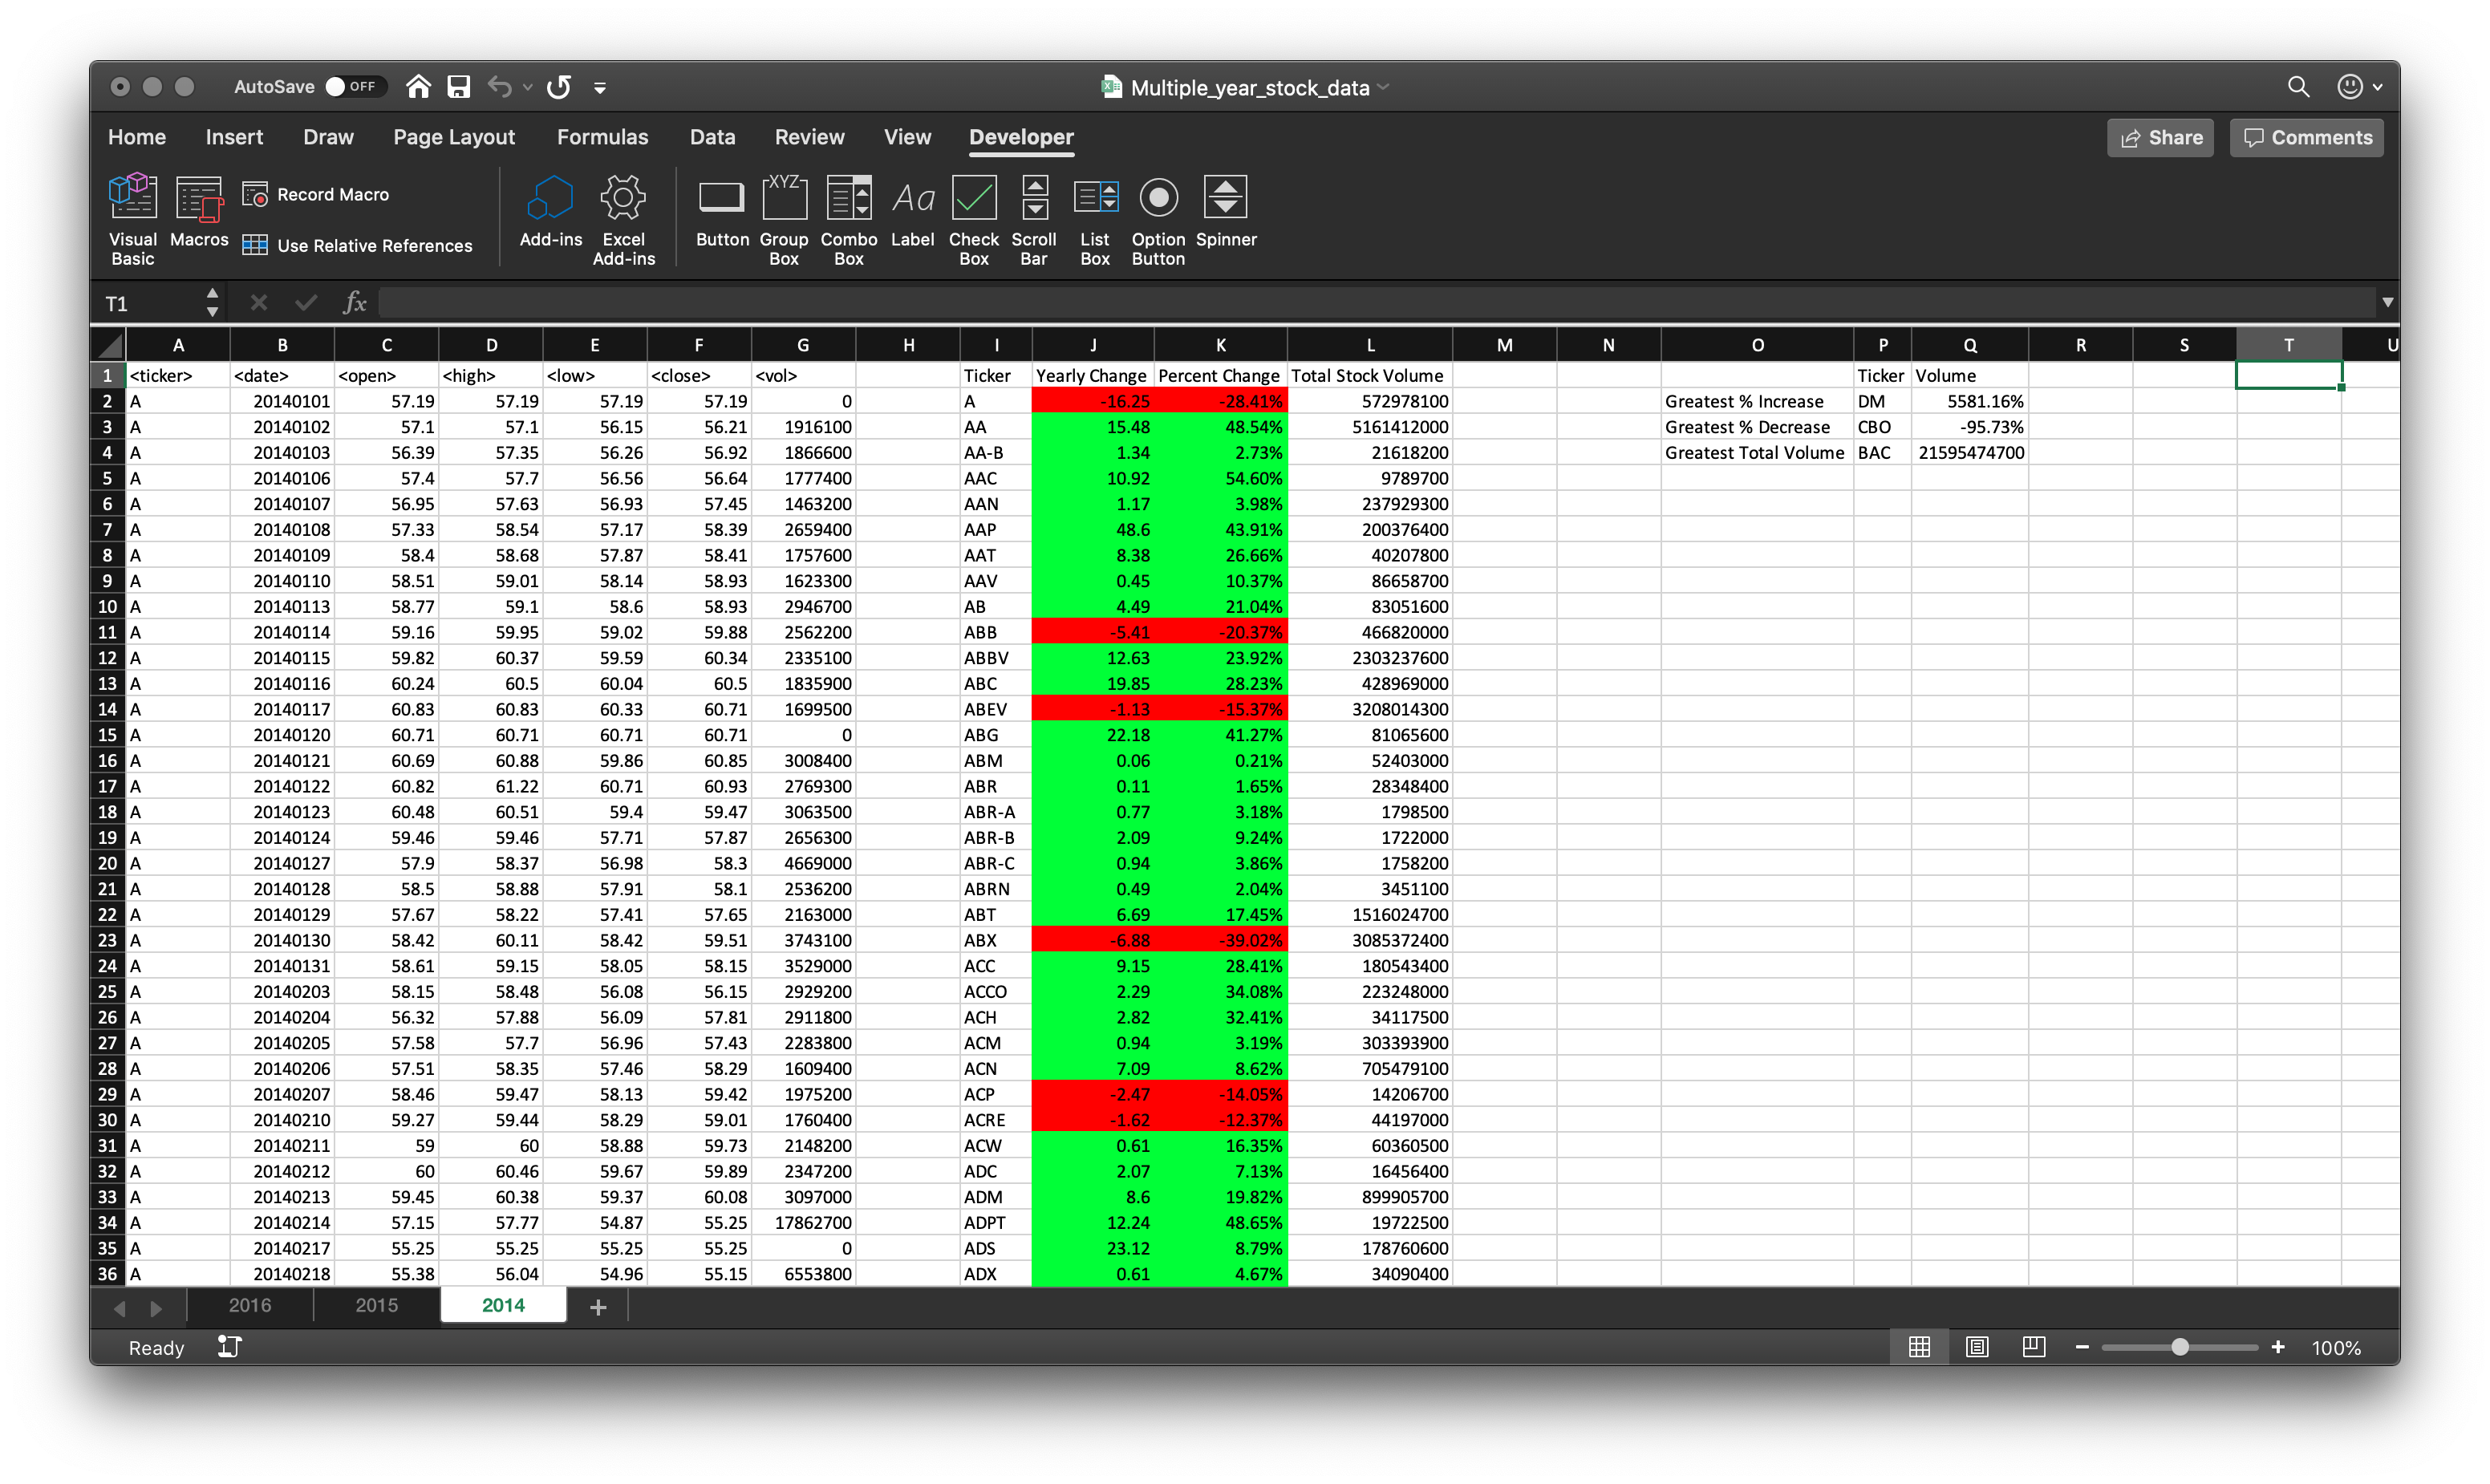 AutoSave OFF Multiple_year_stock_data
Home Insert Draw Page Layout Formulas Data Review View Developer Share Comments
Visual Basic Macros Record Macro Use Relative References Add-ins Excel Add-ins Button XYZ Group Box Combo Box Aa Label Check Box Scroll Bar List Box Option Button Spinner
T1 fx
A B C D E F G H I J K L M N O P Q R S T U
1 <ticker> <date> <open> <high> <low> <close> <vol> Ticker Yearly Change Percent Change Total Stock Volume Ticker Volume
2 A 20140101 57.19 57.19 57.19 57.19 0 A -16.25 -28.41% 572978100 Greatest % Increase DM 5581.16%
3 A 20140102 57.1 57.1 56.15 56.21 1916100 AA 15.48 48.54% 5161412000 Greatest % Decrease CBO -95.73%
4 A 20140103 56.39 57.35 56.26 56.92 1866600 AA-B 1.34 2.73% 21618200 Greatest Total Volume BAC 21595474700
5 A 20140106 57.4 57.7 56.56 56.64 1777400 AAC 10.92 54.60% 9789700
6 A 20140107 56.95 57.63 56.93 57.45 1463200 AAN 1.17 3.98% 237929300
7 A 20140108 57.33 58.54 57.17 58.39 2659400 AAP 48.6 43.91% 200376400
8 A 20140109 58.4 58.68 57.87 58.41 1757600 AAT 8.38 26.66% 40207800
9 A 20140110 58.51 59.01 58.14 58.93 1623300 AAV 0.45 10.37% 86658700
10 A 20140113 58.77 59.1 58.6 58.93 2946700 AB 4.49 21.04% 83051600
11 A 20140114 59.16 59.95 59.02 59.88 2562200 ABB -5.41 -20.37% 466820000
12 A 20140115 59.82 60.37 59.59 60.34 2335100 ABBV 12.63 23.92% 2303237600
13 A 20140116 60.24 60.5 60.04 60.5 1835900 ABC 19.85 28.23% 428969000
14 A 20140117 60.83 60.83 60.33 60.71 1699500 ABEV -1.13 -15.37% 3208014300
15 A 20140120 60.71 60.71 60.71 60.71 0 ABG 22.18 41.27% 81065600
16 A 20140121 60.69 60.88 59.86 60.85 3008400 ABM 0.06 0.21% 52403000
17 A 20140122 60.82 61.22 60.71 60.93 2769300 ABR 0.11 1.65% 28348400
18 A 20140123 60.48 60.51 59.4 59.47 3063500 ABR-A 0.77 3.18% 1798500
19 A 20140124 59.46 59.46 57.71 57.87 2656300 ABR-B 2.09 9.24% 1722000
20 A 20140127 57.9 58.37 56.98 58.3 4669000 ABR-C 0.94 3.86% 1758200
21 A 20140128 58.5 58.88 57.91 58.1 2536200 ABRN 0.49 2.04% 3451100
22 A 20140129 57.67 58.22 57.41 57.65 2163000 ABT 6.69 17.45% 1516024700
23 A 20140130 58.42 60.11 58.42 59.51 3743100 ABX -6.88 -39.02% 3085372400
24 A 20140131 58.61 59.15 58.05 58.15 3529000 ACC 9.15 28.41% 180543400
25 A 20140203 58.15 58.48 56.08 56.15 2929200 ACCO 2.29 34.08% 223248000
26 A 20140204 56.32 57.88 56.09 57.81 2911800 ACH 2.82 32.41% 34117500
27 A 20140205 57.58 57.7 56.96 57.43 2283800 ACM 0.94 3.19% 303393900
28 A 20140206 57.51 58.35 57.46 58.29 1609400 ACN 7.09 8.62% 705479100
29 A 20140207 58.46 59.47 58.13 59.42 1975200 ACP -2.47 -14.05% 14206700
30 A 20140210 59.27 59.44 58.29 59.01 1760400 ACRE -1.62 -12.37% 44197000
31 A 20140211 59 60 58.88 59.73 2148200 ACW 0.61 16.35% 60360500
32 A 20140212 60 60.46 59.67 59.89 2347200 ADC 2.07 7.13% 16456400
33 A 20140213 59.45 60.38 59.37 60.08 3097000 ADM 8.6 19.82% 899905700
34 A 20140214 57.15 57.77 54.87 55.25 17862700 ADPT 12.24 48.65% 19722500
35 A 20140217 55.25 55.25 55.25 55.25 0 ADS 23.12 8.79% 178760600
36 A 20140218 55.38 56.04 54.96 55.15 6553800 ADX 0.61 4.67% 34090400
2016 2015 2014
Ready 100%